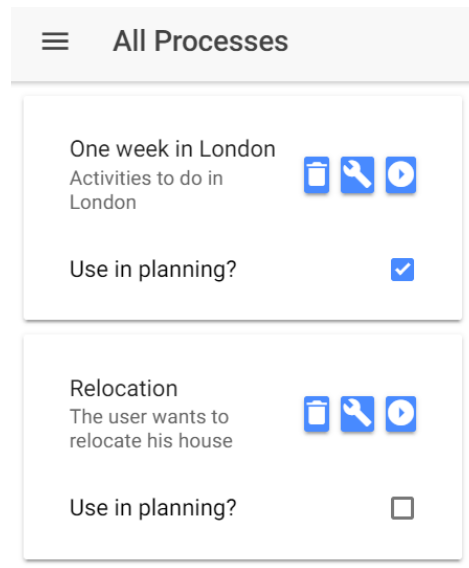 All Processes
One week in London
Activities to do in
London
Use in planning?
Relocation
The user wants to
relocate his house
Use in planning?